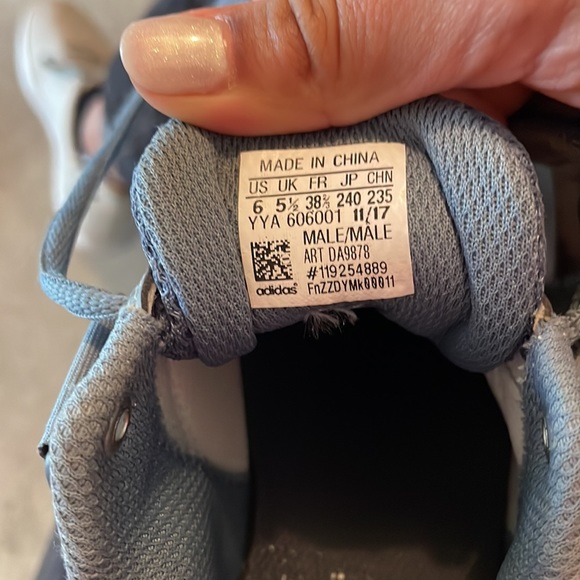 MADE IN CHINA
US UK FR JP CHN
6 5½ 38⅔ 240 235
YYA 606001 11/17
MALE/MALE
ART DA9878
#119254889
adidas® FnZZDYMk00011